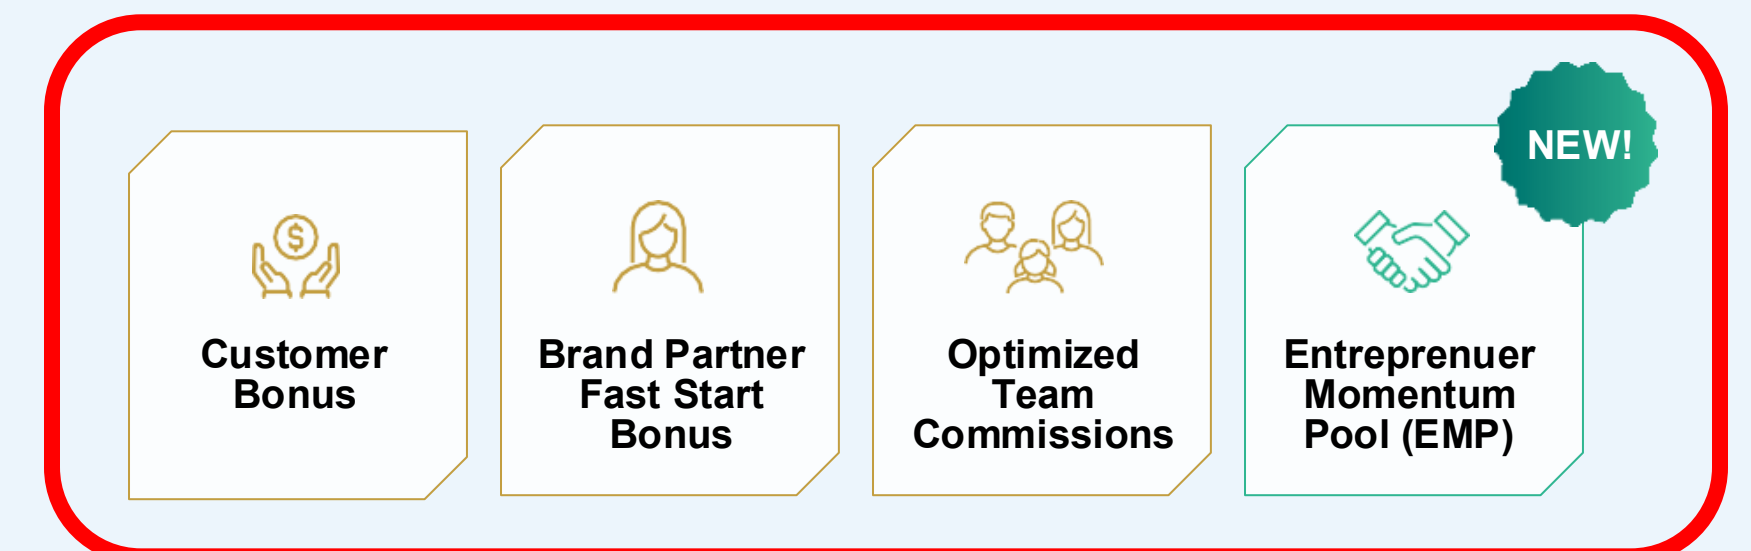 NEW!
Customer
Bonus
Brand Partner
Fast Start
Bonus
Optimized
Team
Commissions
Entreprenuer
Momentum
Pool (EMP)